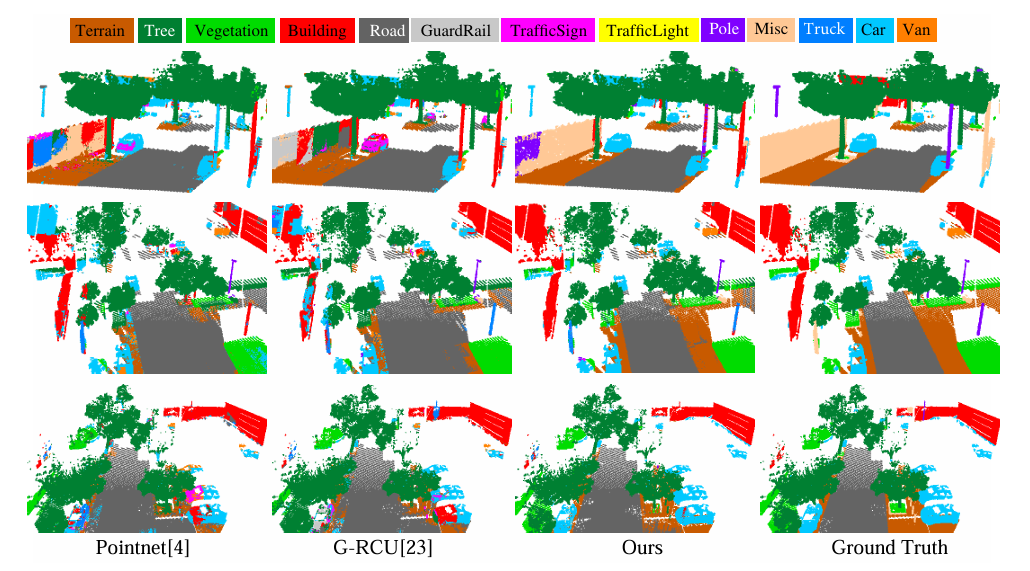 Terrain Tree Vegetation Building Road GuardRail TrafficSign TrafficLight Pole Misc Truck Car Van
Pointnet[4] G-RCU[23] Ours Ground Truth